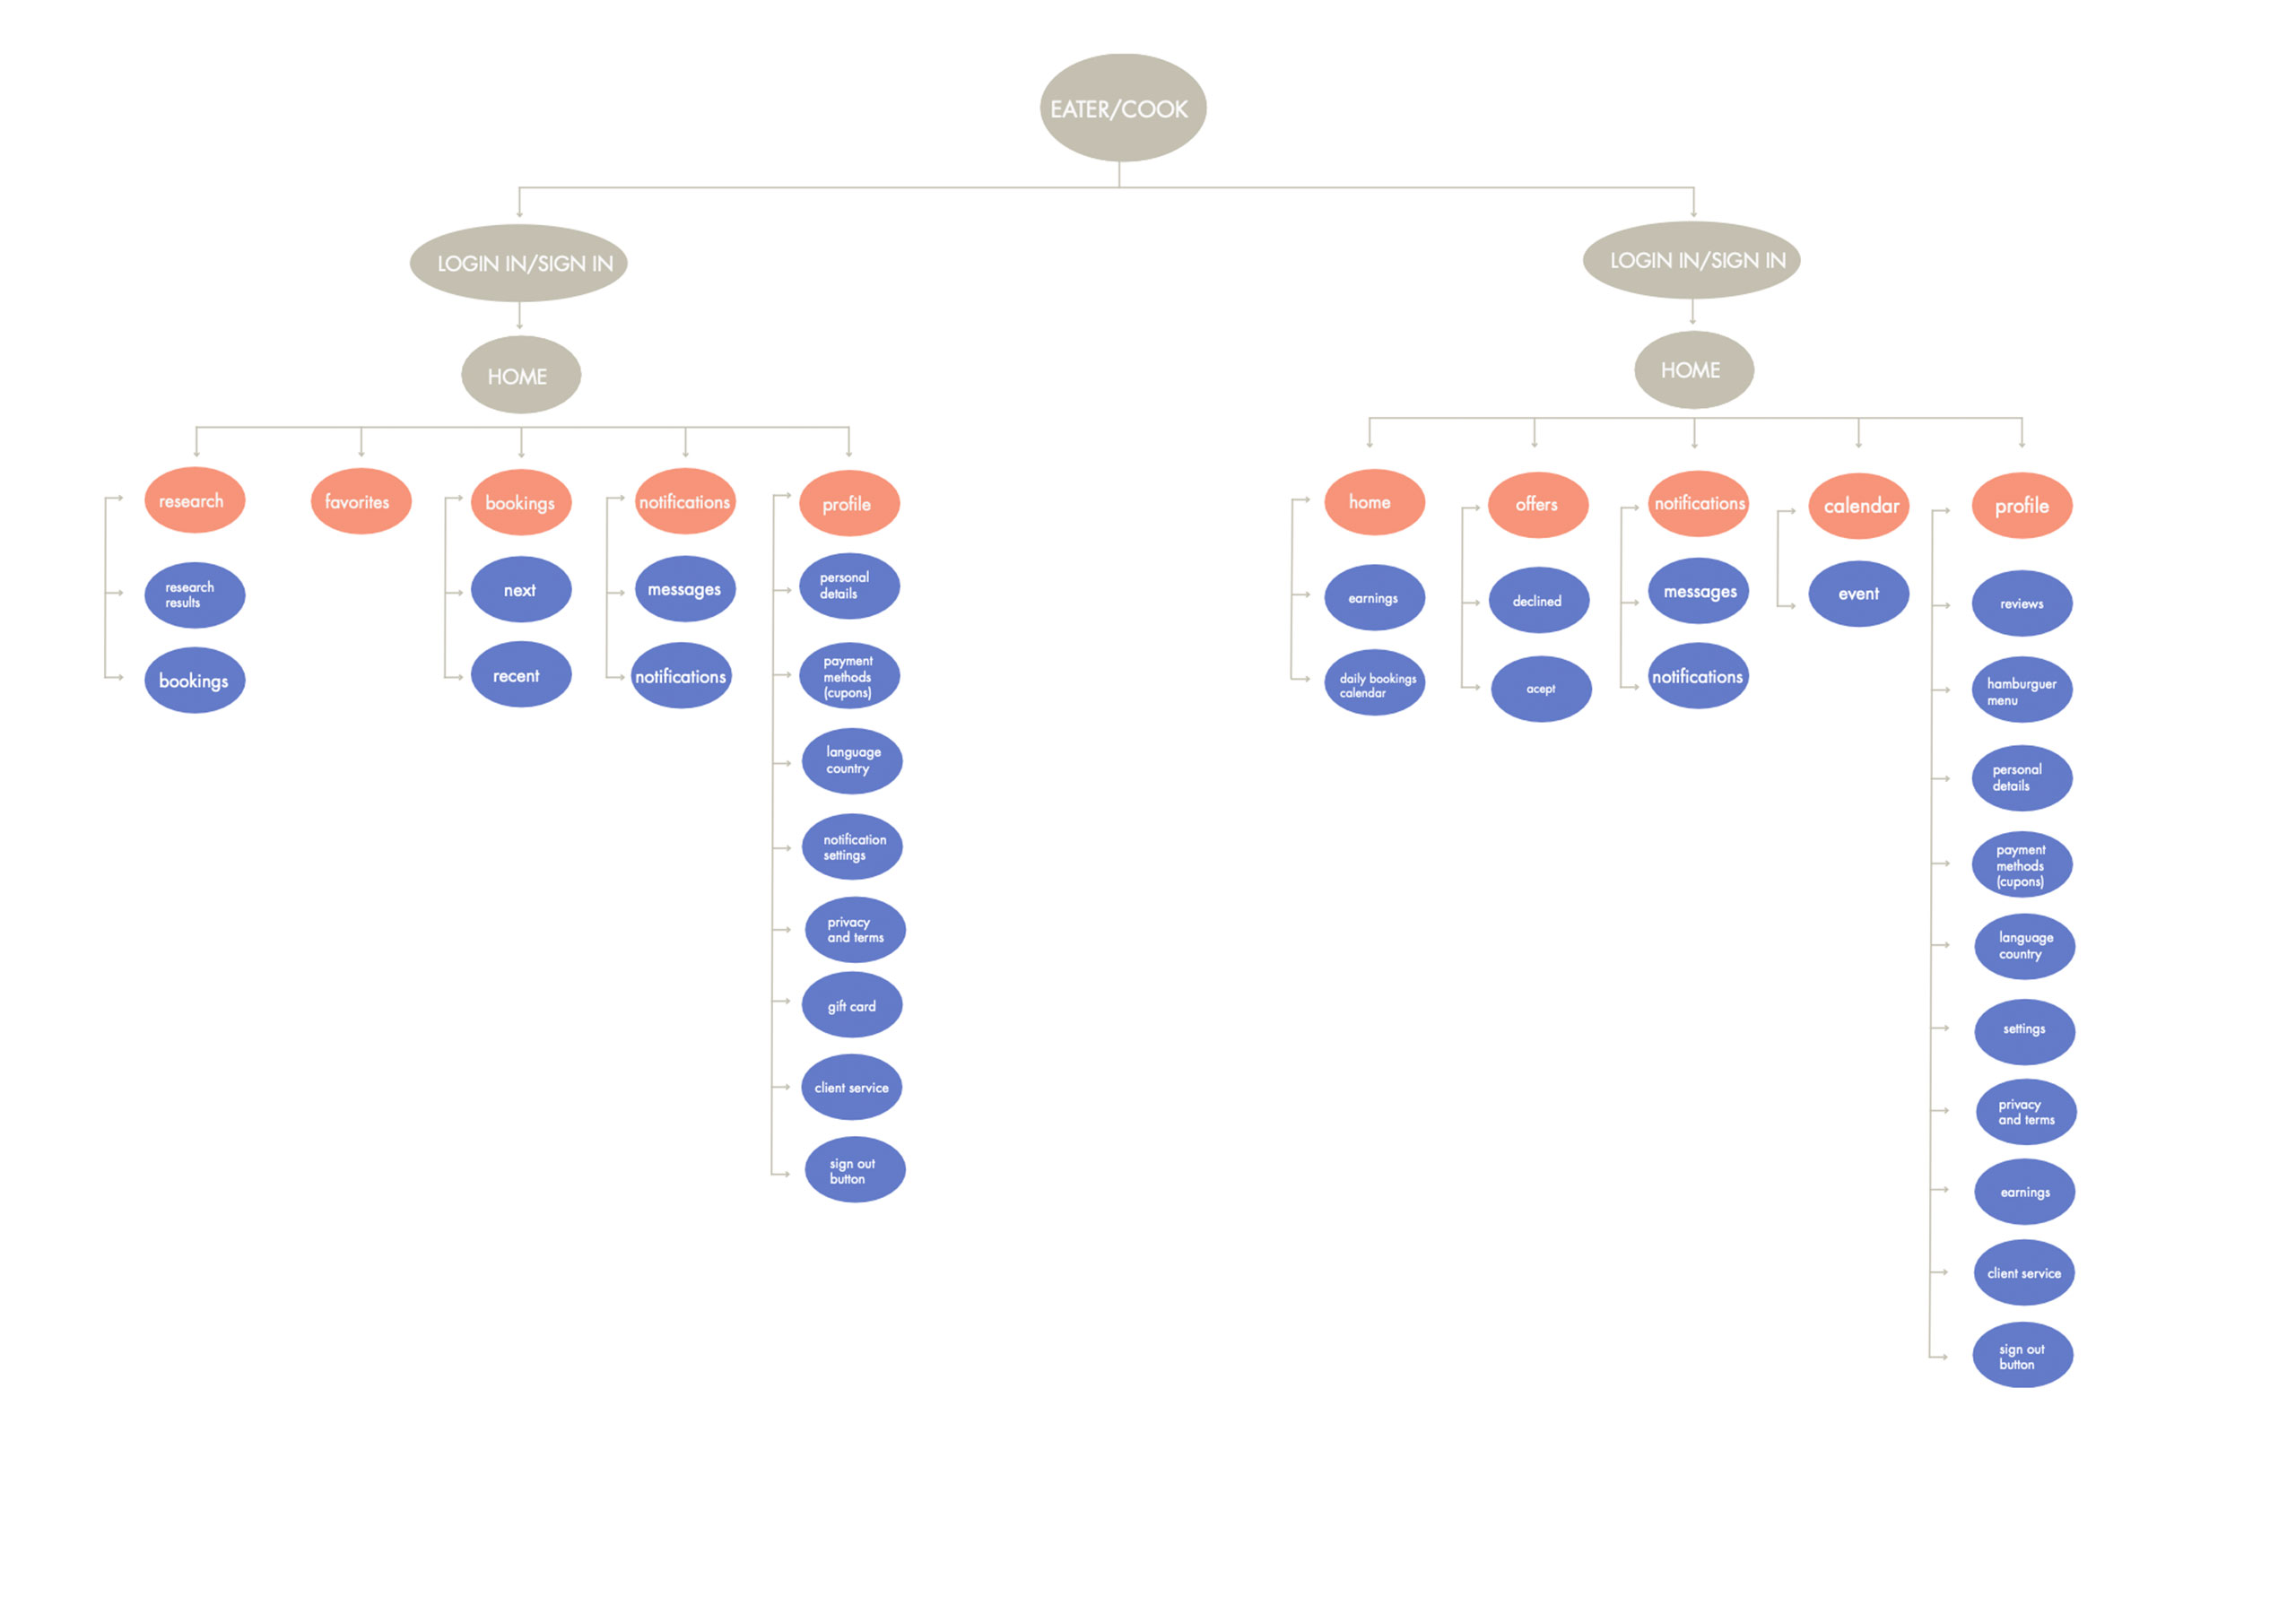 EATER/COOK
LOGIN IN/SIGN IN
HOME
research
research
results
bookings
favorites
bookings
next
recent
notifications
messages
notifications
profile
personal
details
payment
methods
(cupons)
language
country
notification
settings
privacy
and terms
gift card
client service
sign out
button
LOGIN IN/SIGN IN
HOME
home
earnings
daily bookings
calendar
offers
declined
acept
notifications
messages
notifications
calendar
event
profile
reviews
hamburguer
menu
personal
details
payment
methods
(cupons)
language
country
settings
privacy
and terms
earnings
client service
sign out
button